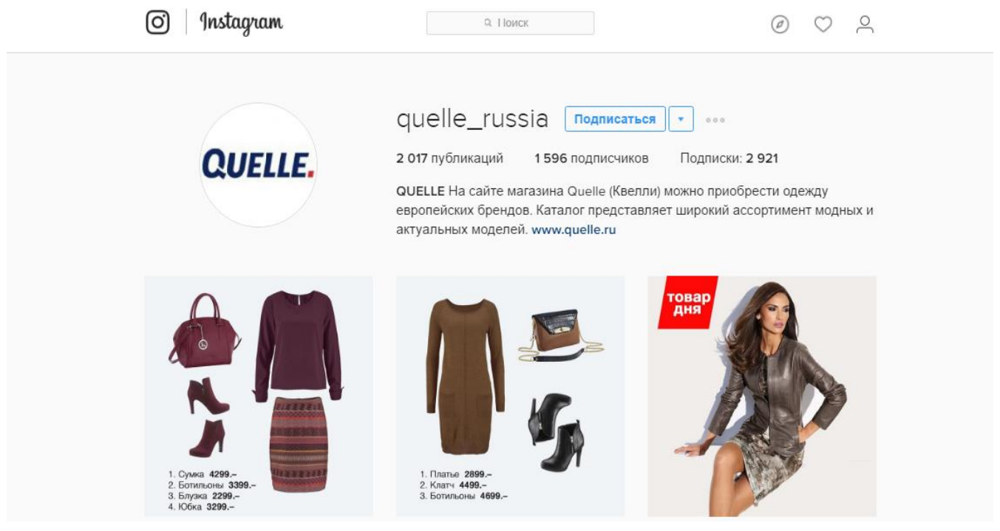 Instagram
Поиск
quelle_russia Подписаться
2 017 публикаций 1 596 подписчиков Подписки: 2 921
QUELLE.
QUELLE На сайте магазина Quelle (Квелли) можно приобрести одежду
европейских брендов. Каталог представляет широкий ассортимент модных и
актуальных моделей. www.quelle.ru
1. Сумка 4299.–
2. Ботильоны 3399.–
3. Блузка 2299.–
4. Юбка 3299.–
1. Платье 2899.–
2. Клатч 4499.–
3. Ботильоны 4699.–
товар
дня